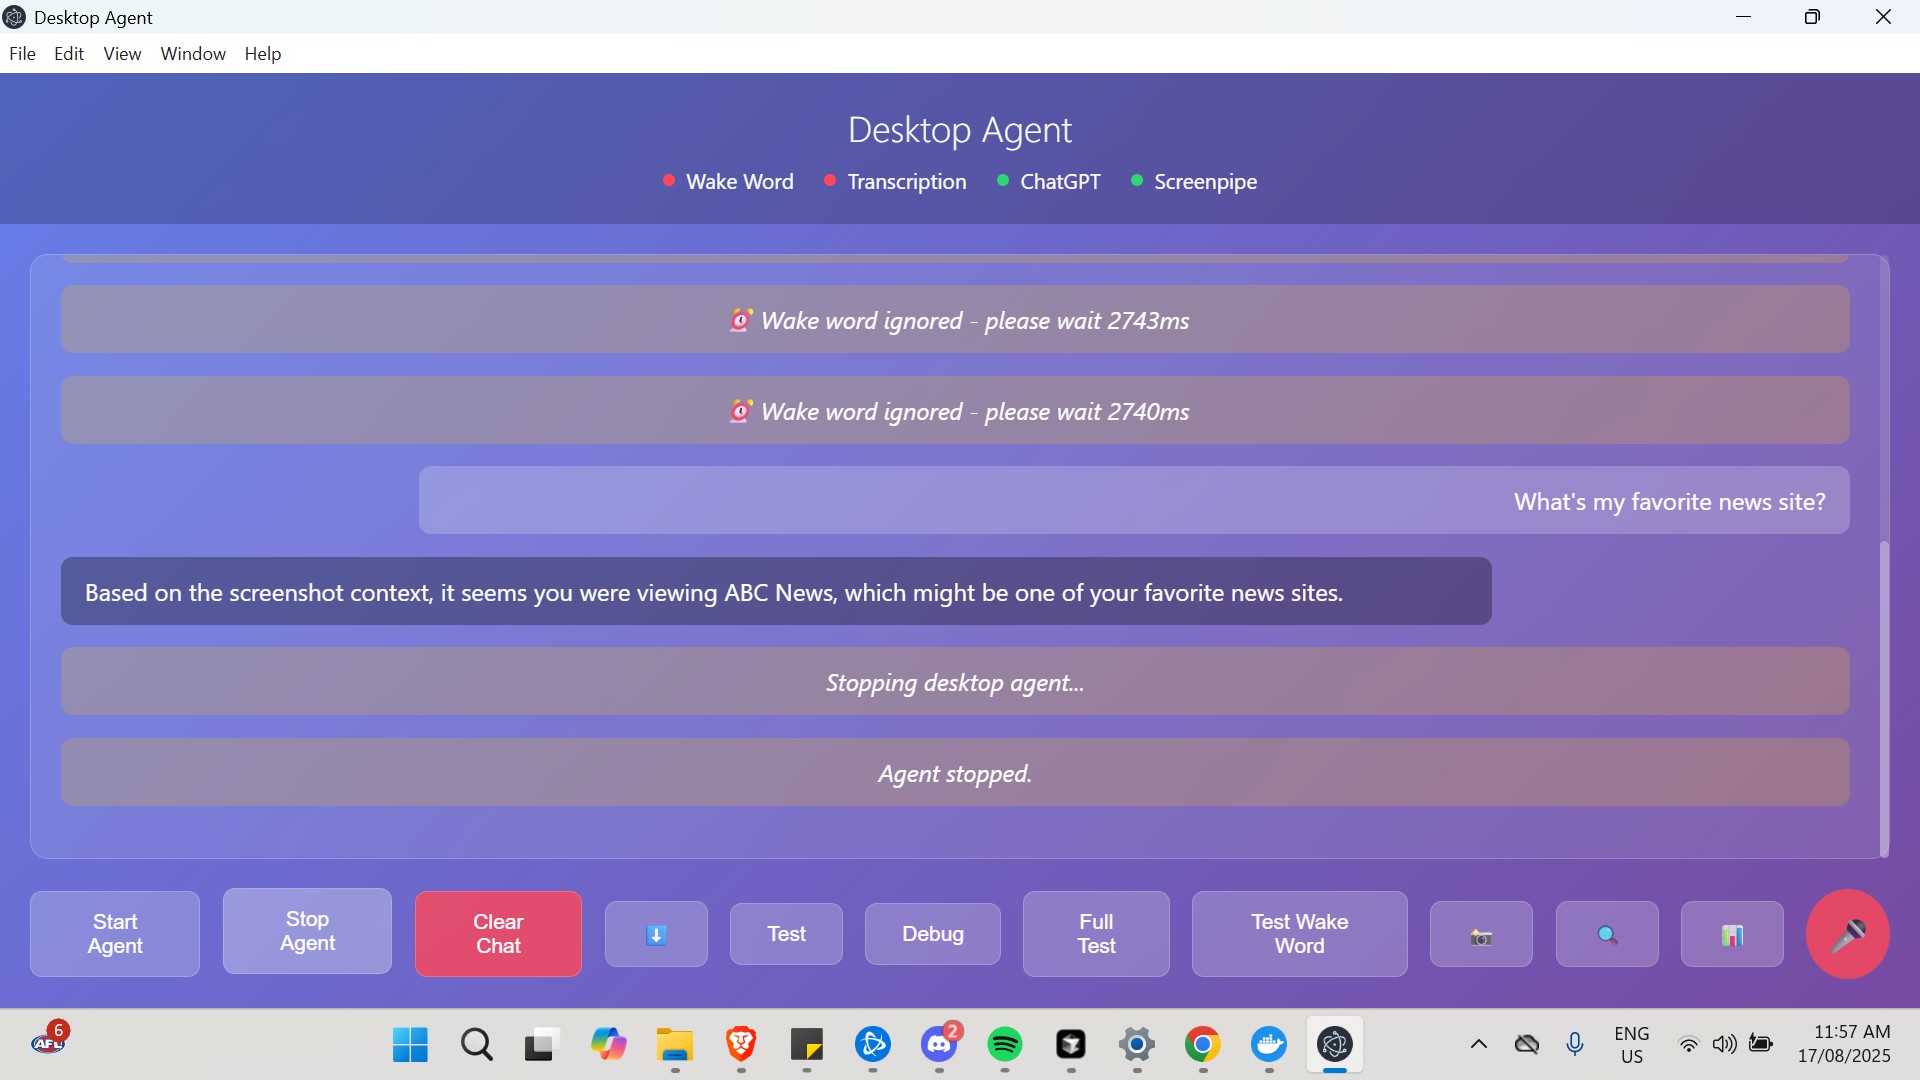 Desktop Agent
File Edit View Window Help
Desktop Agent
Wake Word Transcription ChatGPT Screenpipe
Wake word ignored - please wait 2743ms
Wake word ignored - please wait 2740ms
What's my favorite news site?
Based on the screenshot context, it seems you were viewing ABC News, which might be one of your favorite news sites.
Stopping desktop agent...
Agent stopped.
Start
Agent
Stop
Agent
Clear
Chat
Test
Debug
Full
Test
Test Wake
Word
6
AFL
2
ENG
US
11:57 AM
17/08/2025